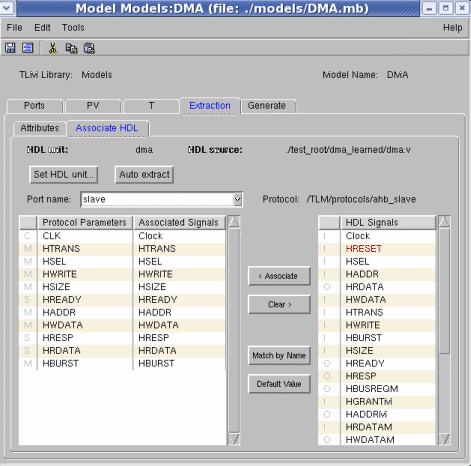 Model Models:DMA (file: ./models/DMA.mb)
File Edit Tools Help
TLM Library: Models Model Name: DMA
Ports PV T Extraction Generate
Attributes Associate HDL
HDL unit: dma HDL source: ./test_root/dma_learned/dma.v
Set HDL unit... Auto extract
Port name: slave Protocol: /TLM/protocols/ahb_slave
Protocol Parameters Associated Signals
C CLK Clock
M HTRANS HTRANS
M HSEL HSEL
M HWRITE HWRITE
M HSIZE HSIZE
S HREADY HREADY
M HADDR HADDR
M HWDATA HWDATA
S HRESP HRESP
S HRDATA HRDATA
M HBURST HBURST
< Associate
Clear >
Match by Name
Default Value
HDL Signals
I Clock
I HRESET
I HSEL
I HADDR
O HRDATA
I HWDATA
I HTRANS
I HWRITE
I HBURST
I HSIZE
O HREADY
O HRESP
O HBUSREQM
I HGRANTM
O HADDRM
I HRDATAM
O HWDATAM